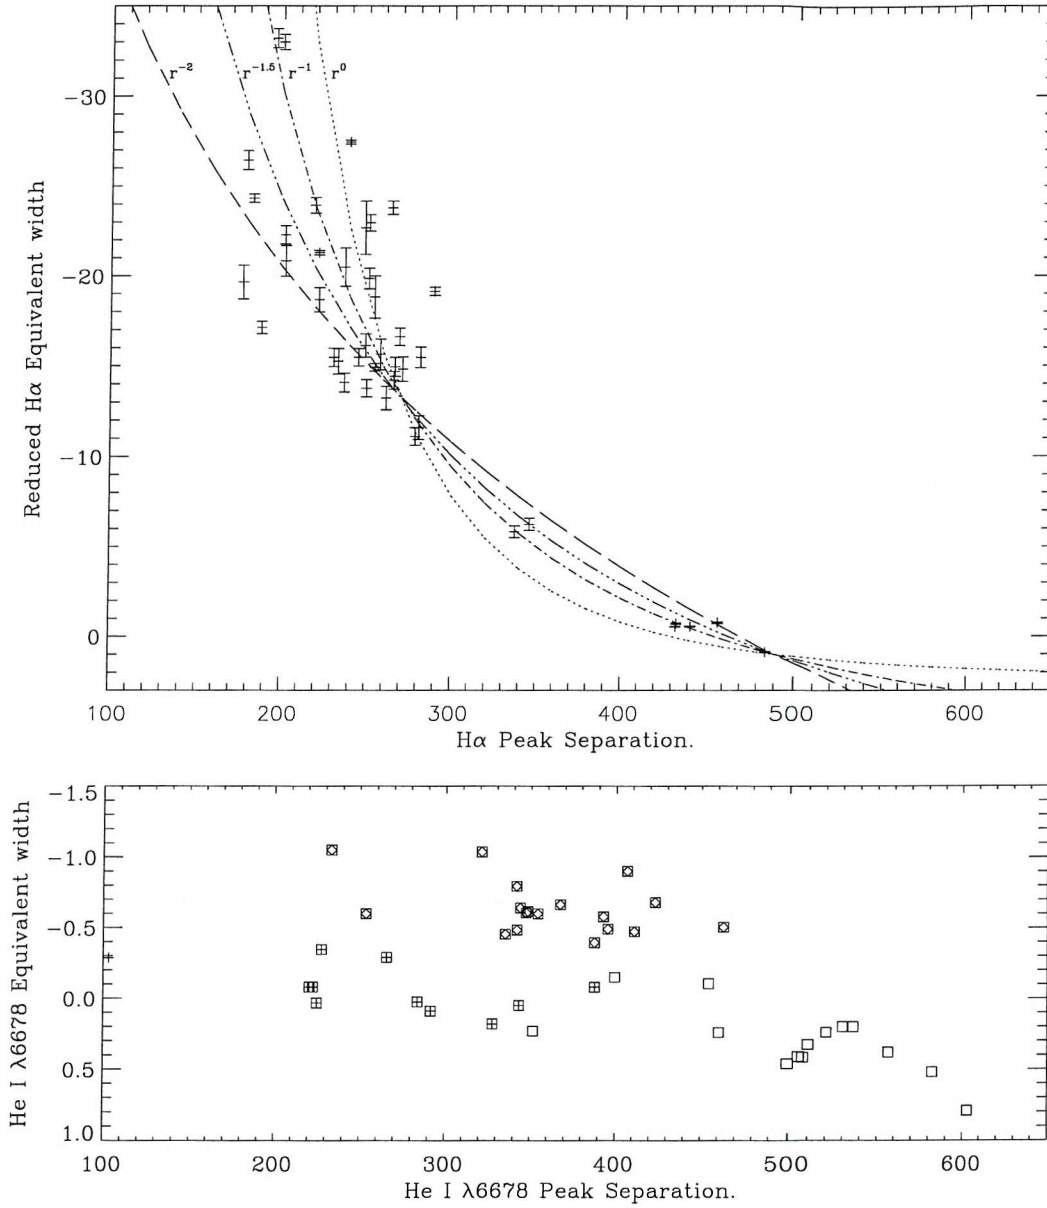 r⁻² r⁻¹·⁵ r⁻¹ r⁰
−30
−20
−10
0
Reduced Hα Equivalent width
100 200 300 400 500 600
Hα Peak Separation.
−1.5
−1.0
−0.5
0.0
0.5
1.0
He I λ6678 Equivalent width
100 200 300 400 500 600
He I λ6678 Peak Separation.